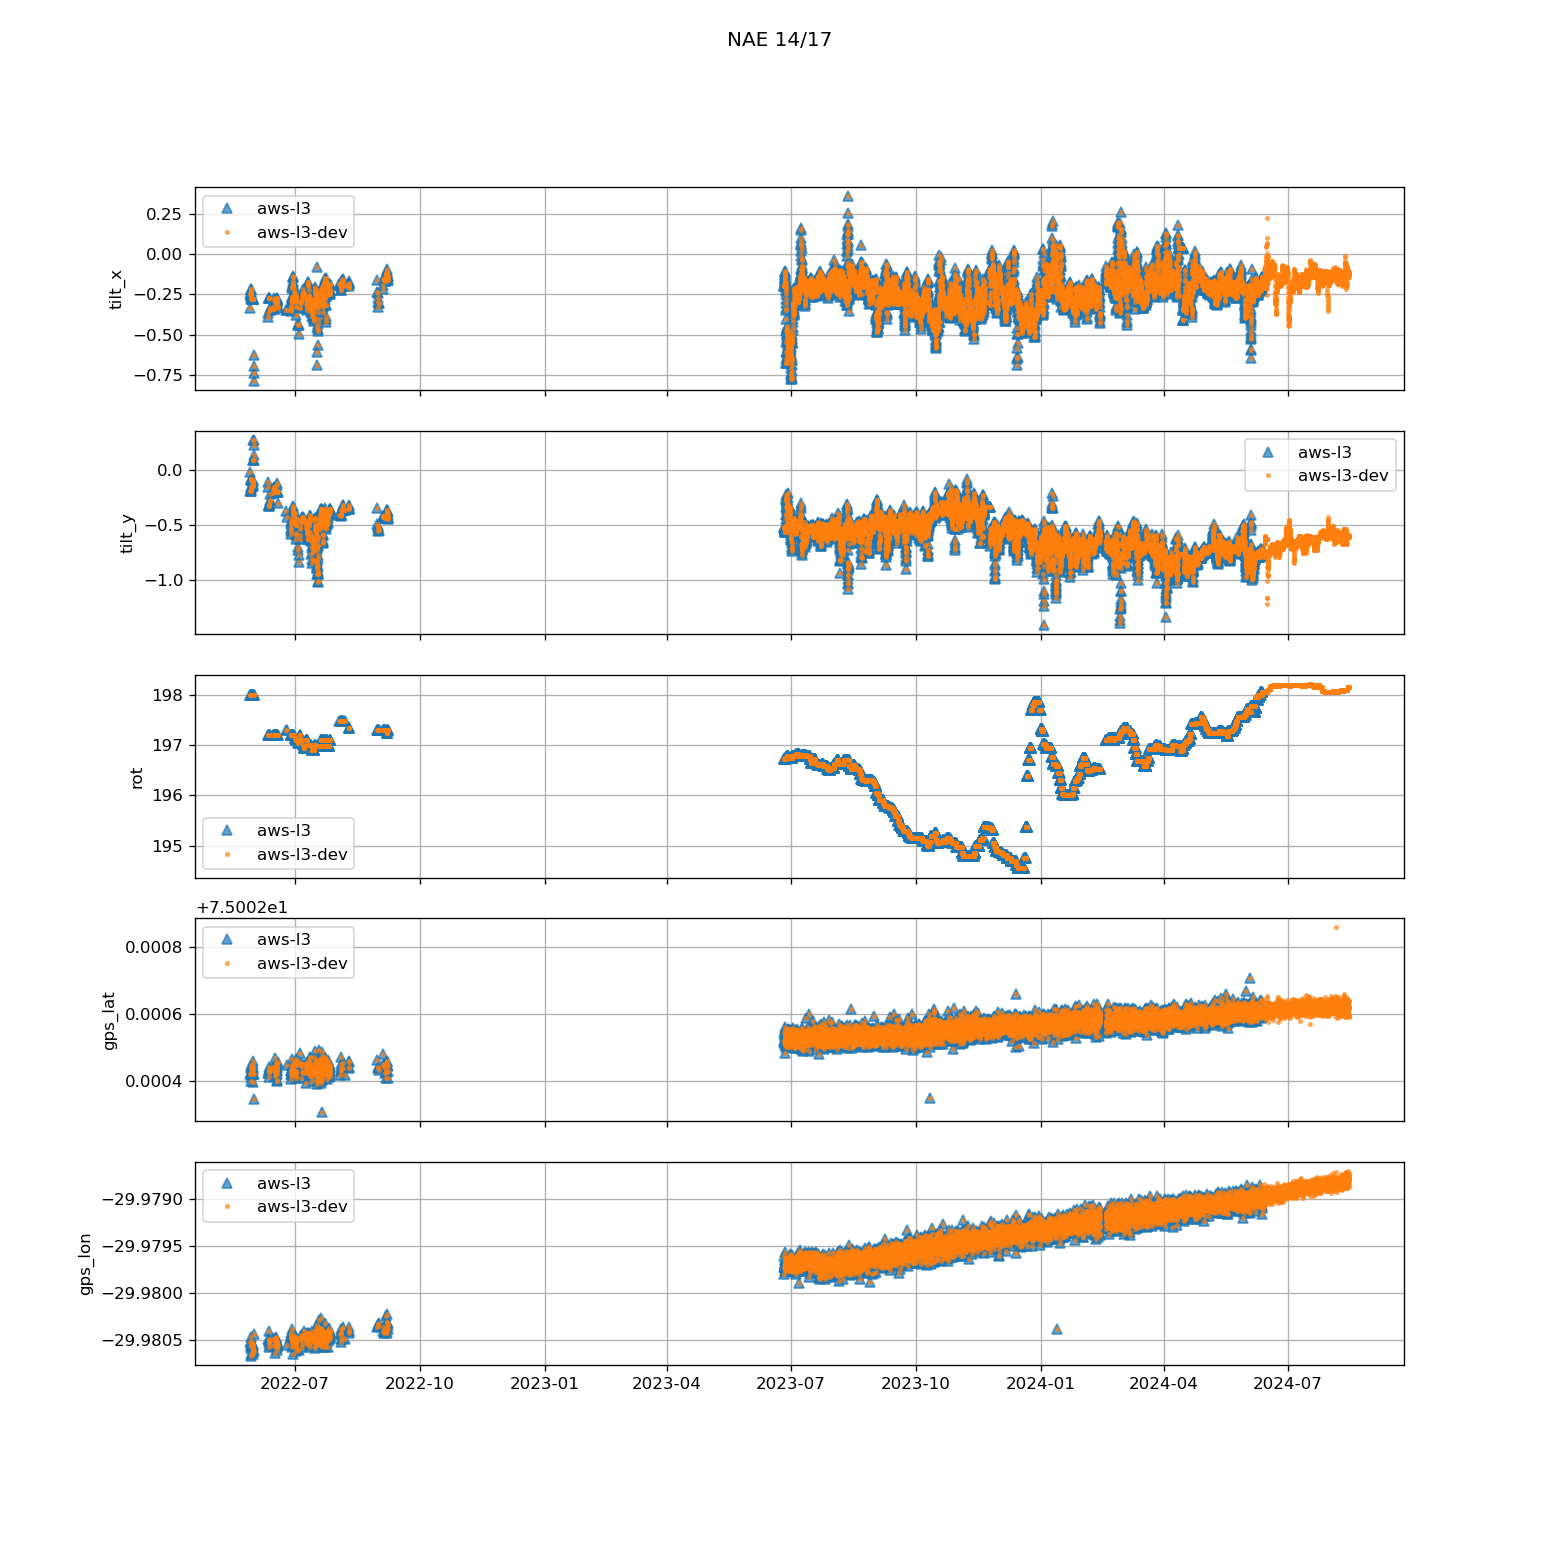 NAE 14/17
tilt_x
0.25
0.00
−0.25
−0.50
−0.75
aws-l3
aws-l3-dev
tilt_y
0.0
−0.5
−1.0
aws-l3
aws-l3-dev
rot
198
197
196
195
aws-l3
aws-l3-dev
+7.5002e1
gps_lat
0.0008
0.0006
0.0004
aws-l3
aws-l3-dev
gps_lon
−29.9790
−29.9795
−29.9800
−29.9805
aws-l3
aws-l3-dev
2022-07 2022-10 2023-01 2023-04 2023-07 2023-10 2024-01 2024-04 2024-07